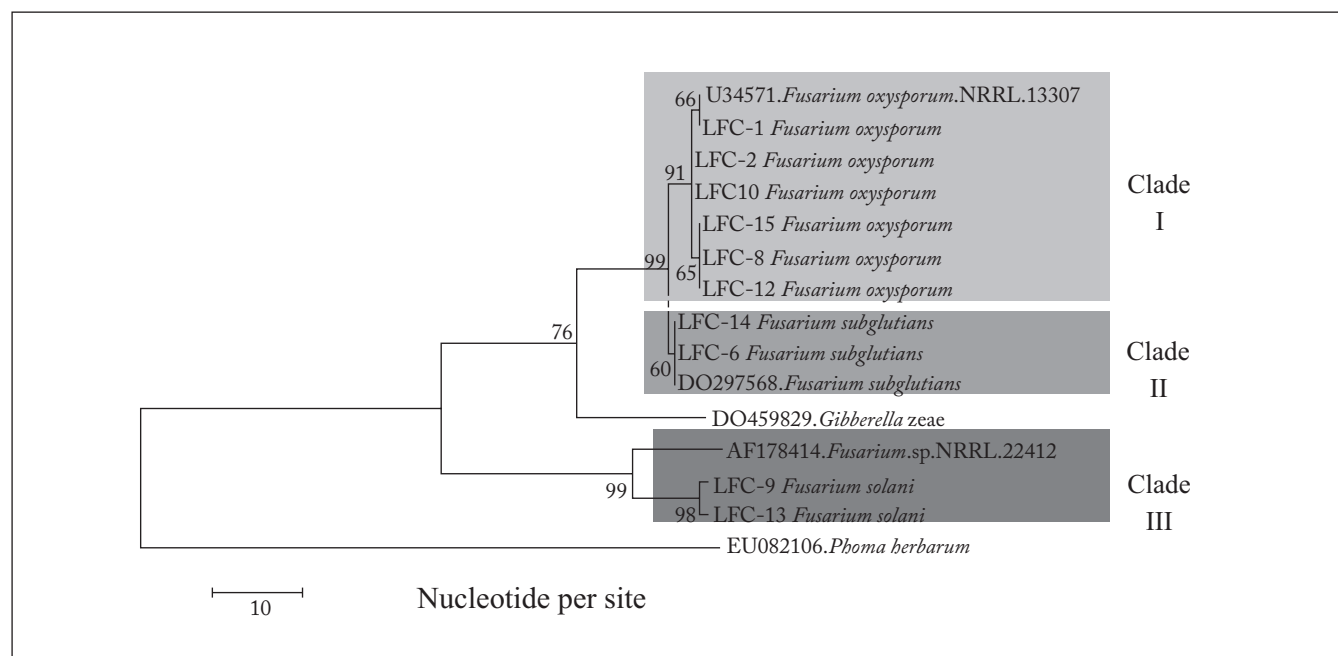 66
U34571.Fusarium oxysporum.NRRL.13307
LFC-1 Fusarium oxysporum
LFC-2 Fusarium oxysporum
91
LFC10 Fusarium oxysporum
LFC-15 Fusarium oxysporum
99
LFC-8 Fusarium oxysporum
65
LFC-12 Fusarium oxysporum
Clade
I
76
LFC-14 Fusarium subglutians
LFC-6 Fusarium subglutians
60
DO297568.Fusarium subglutians
Clade
II
DO459829.Gibberella zeae
AF178414.Fusarium.sp.NRRL.22412
99
LFC-9 Fusarium solani
98
LFC-13 Fusarium solani
Clade
III
EU082106.Phoma herbarum
10
Nucleotide per site